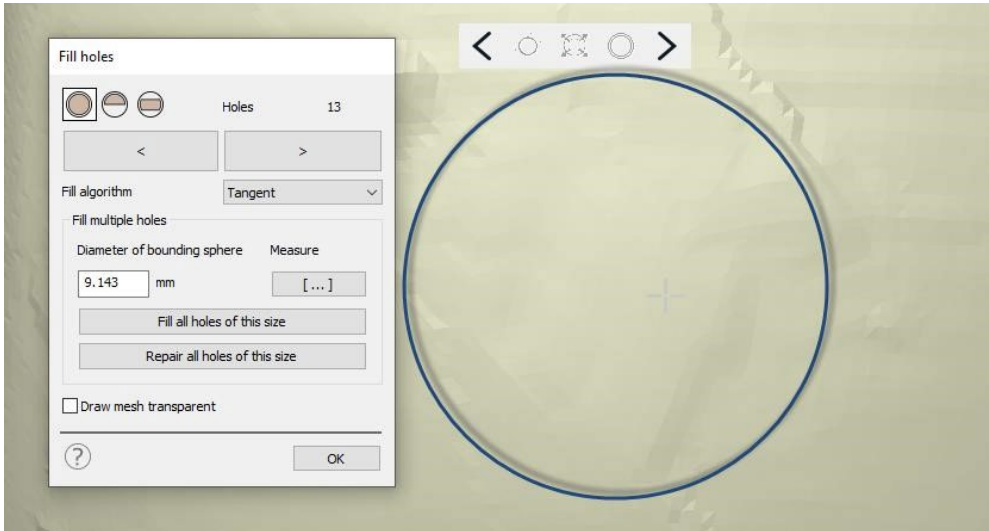 Fill holes
Holes 13
< >
Fill algorithm Tangent
Fill multiple holes
Diameter of bounding sphere Measure
9.143 mm [...]
Fill all holes of this size
Repair all holes of this size
Draw mesh transparent
? OK